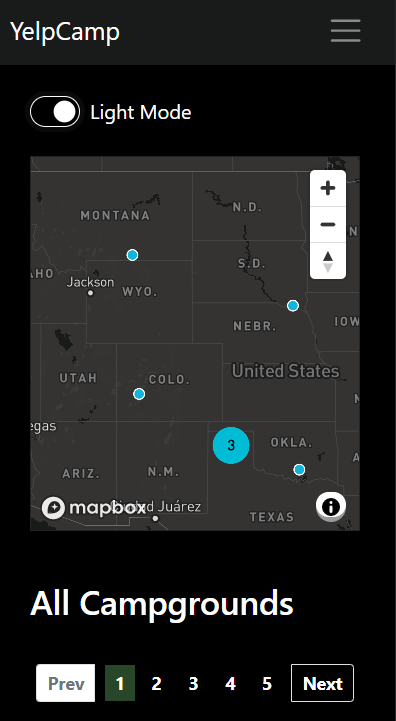 YelpCamp
Light Mode
MONTANA
N.D.
S.D.
Jackson
WYO.
NEBR.
IOW
United States
UTAH
COLO.
egas
3
OKLA.
ARIZ.
N.M.
mapbox
Ciudad Juárez
TEXAS
All Campgrounds
Prev 1 2 3 4 5 Next